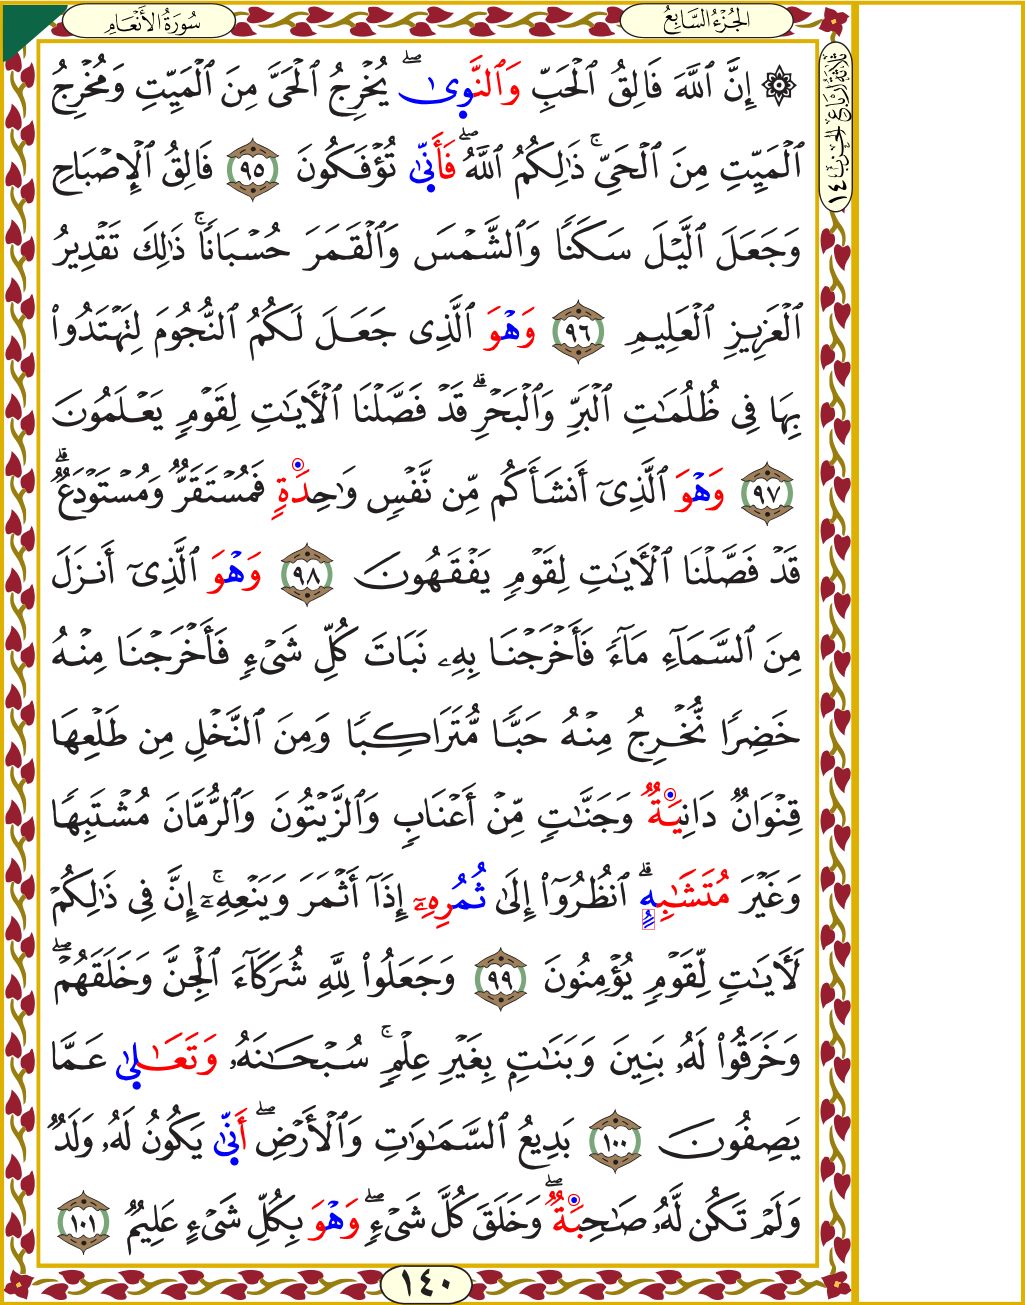 سُورَةُ الأَنْعَامِ
الجُزْءُ السَّابِعُ
ثلاثة أرباع الحزب ١٤
۞ إِنَّ ٱللَّهَ فَالِقُ ٱلْحَبِّ وَٱلنَّوٜىٰۖ يُخْرِجُ ٱلْحَىَّ مِنَ ٱلْمَيِّتِ وَمُخْرِجُ
ٱلْمَيِّتِ مِنَ ٱلْحَىِّۚ ذَٰلِكُمُ ٱللَّهُۖ فَأَنّٜىٰ تُؤْفَكُونَ ٩٥ فَالِقُ ٱلْإِصْبَاحِ
وَجَعَلَ ٱلَّيْلَ سَكَنًا وَٱلشَّمْسَ وَٱلْقَمَرَ حُسْبَانًاۚ ذَٰلِكَ تَقْدِيرُ
ٱلْعَزِيزِ ٱلْعَلِيمِ ٩٦ وَهْوَ ٱلَّذِى جَعَلَ لَكُمُ ٱلنُّجُومَ لِتَهْتَدُوا۟
بِهَا فِى ظُلُمَٰتِ ٱلْبَرِّ وَٱلْبَحْرِۗ قَدْ فَصَّلْنَا ٱلْأَيَٰتِ لِقَوْمٍ يَعْلَمُونَ
٩٧ وَهْوَ ٱلَّذِىٓ أَنشَأَكُم مِّن نَّفْسٍ وَٰحِدَةٍ فَمُسْتَقَرٌّ وَمُسْتَوْدَعٌۗ
قَدْ فَصَّلْنَا ٱلْأَيَٰتِ لِقَوْمٍ يَفْقَهُونَ ٩٨ وَهْوَ ٱلَّذِىٓ أَنزَلَ
مِنَ ٱلسَّمَآءِ مَآءً فَأَخْرَجْنَا بِهِۦ نَبَاتَ كُلِّ شَىْءٍ فَأَخْرَجْنَا مِنْهُ
خَضِرًا نُّخْرِجُ مِنْهُ حَبًّا مُّتَرَاكِبًا وَمِنَ ٱلنَّخْلِ مِن طَلْعِهَا
قِنْوَانٌ دَانِيَةٌ وَجَنَّٰتٍ مِّنْ أَعْنَابٍ وَٱلزَّيْتُونَ وَٱلرُّمَّانَ مُشْتَبِهًا
وَغَيْرَ مُتَشَٰبِهٍۗ ٱنظُرُوٓا۟ إِلَىٰ ثُمُرِهِۦٓ إِذَآ أَثْمَرَ وَيَنْعِهِۦٓۚ إِنَّ فِى ذَٰلِكُمْ
لَأَيَٰتٍ لِّقَوْمٍ يُؤْمِنُونَ ٩٩ وَجَعَلُوا۟ لِلَّهِ شُرَكَآءَ ٱلْجِنَّ وَخَلَقَهُمْۖ
وَخَرَقُوا۟ لَهُۥ بَنِينَ وَبَنَٰتٍۭ بِغَيْرِ عِلْمٍۚ سُبْحَٰنَهُۥ وَتَعَٰلٜىٰ عَمَّا
يَصِفُونَ ١٠٠ بَدِيعُ ٱلسَّمَٰوَٰتِ وَٱلْأَرْضِۖ أَنّٜىٰ يَكُونُ لَهُۥ وَلَدٌ
وَلَمْ تَكُن لَّهُۥ صَٰحِبَةٌۖ وَخَلَقَ كُلَّ شَىْءٍۖ وَهْوَ بِكُلِّ شَىْءٍ عَلِيمٌ ١٠١
١٤٠